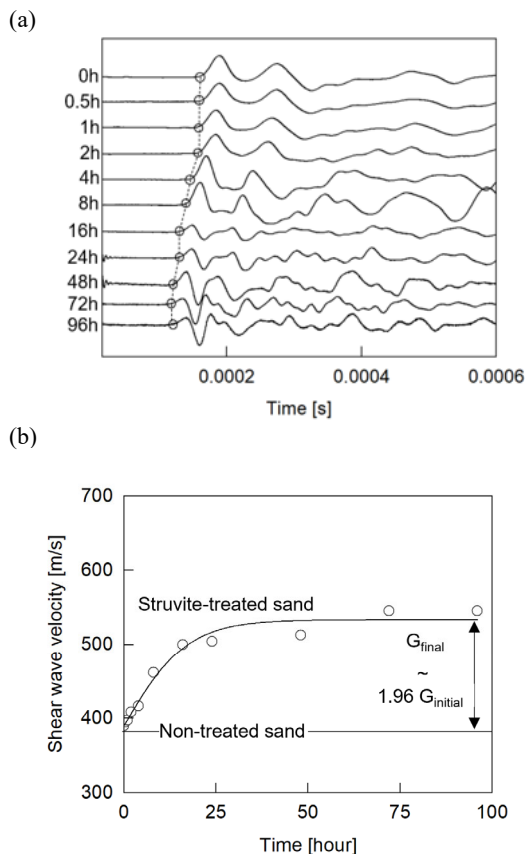 (a)
0h
0.5h
1h
2h
4h
8h
16h
24h
48h
72h
96h
0.0002 0.0004 0.0006
Time [s]
(b)
700
600
500
400
300
Shear wave velocity [m/s]
Struvite-treated sand
G_final
~
1.96 G_initial
Non-treated sand
0 25 50 75 100
Time [hour]